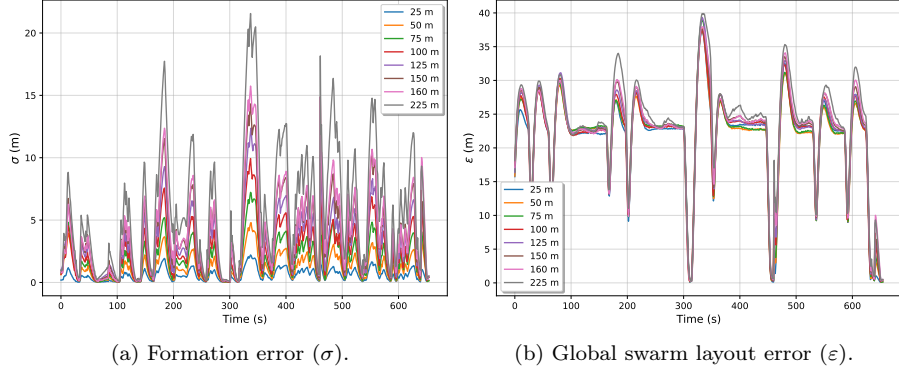 20
15
10
5
0
σ (m)
0 100 200 300 400 500 600
Time (s)
25 m
50 m
75 m
100 m
125 m
150 m
160 m
225 m
(a) Formation error (σ).
40
35
30
25
20
15
10
5
0
ε (m)
0 100 200 300 400 500 600
Time (s)
25 m
50 m
75 m
100 m
125 m
150 m
160 m
225 m
(b) Global swarm layout error (ε).